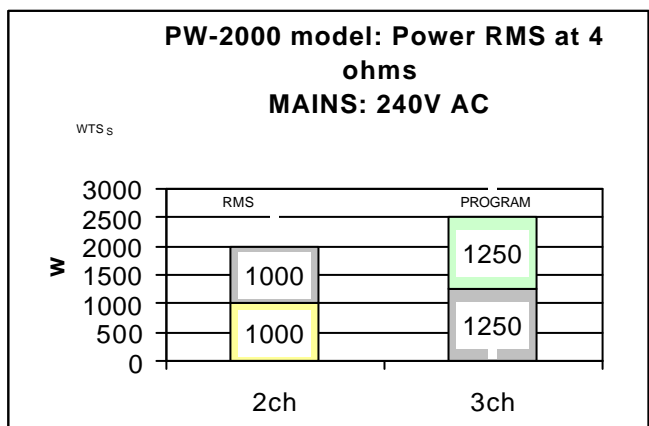 PW-2000 model: Power RMS at 4
ohms
MAINS: 240V AC
WTS S
3000
2500
2000
1500
1000
500
0
W
RMS
PROGRAM
1000
1250
1000
1250
2ch
3ch